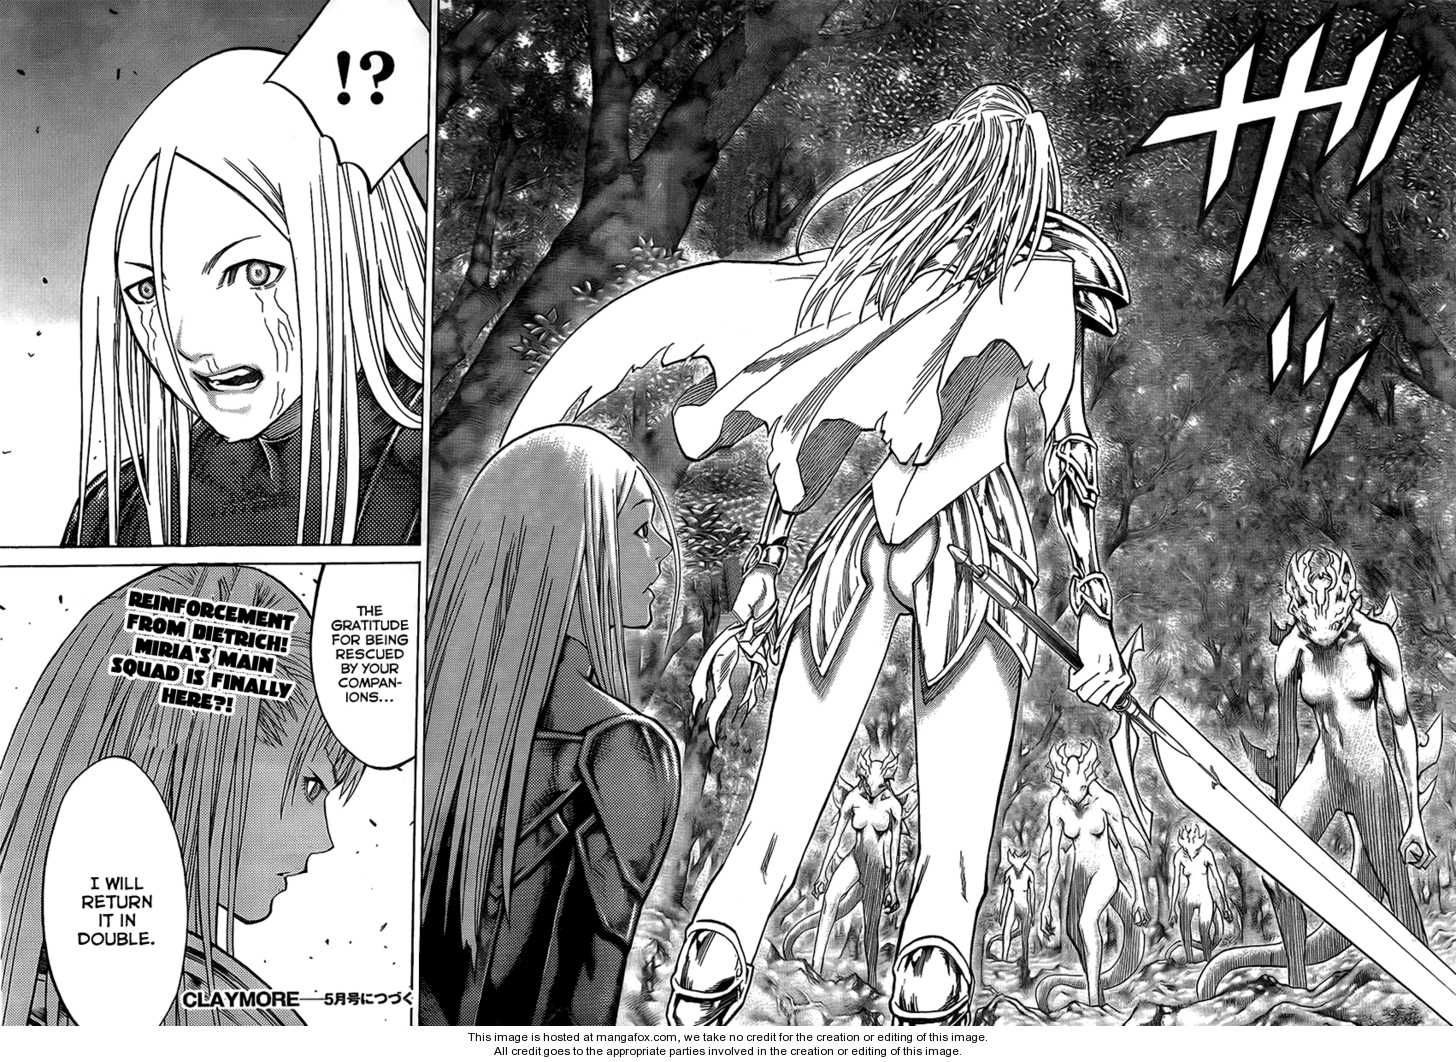 !?
ザッ
THE
GRATITUDE
FOR BEING
RESCUED
BY YOUR
COMPAN-
IONS...
REINFORCEMENT
FROM DIETRICH!
MIRIA'S MAIN
SQUAD IS FINALLY
HERE?!
I WILL
RETURN
IT IN
DOUBLE.
CLAYMORE——5月号につづく
This image is hosted at mangafox.com, we take no credit for the creation or editing of this image.
All credit goes to the appropriate parties involved in the creation or editing of this image.